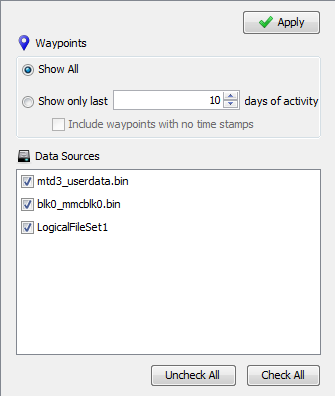 Apply
Waypoints
Show All
Show only last 10 days of activity
Include waypoints with no time stamps
Data Sources
mtd3_userdata.bin
blk0_mmcblk0.bin
LogicalFileSet1
Uncheck All Check All